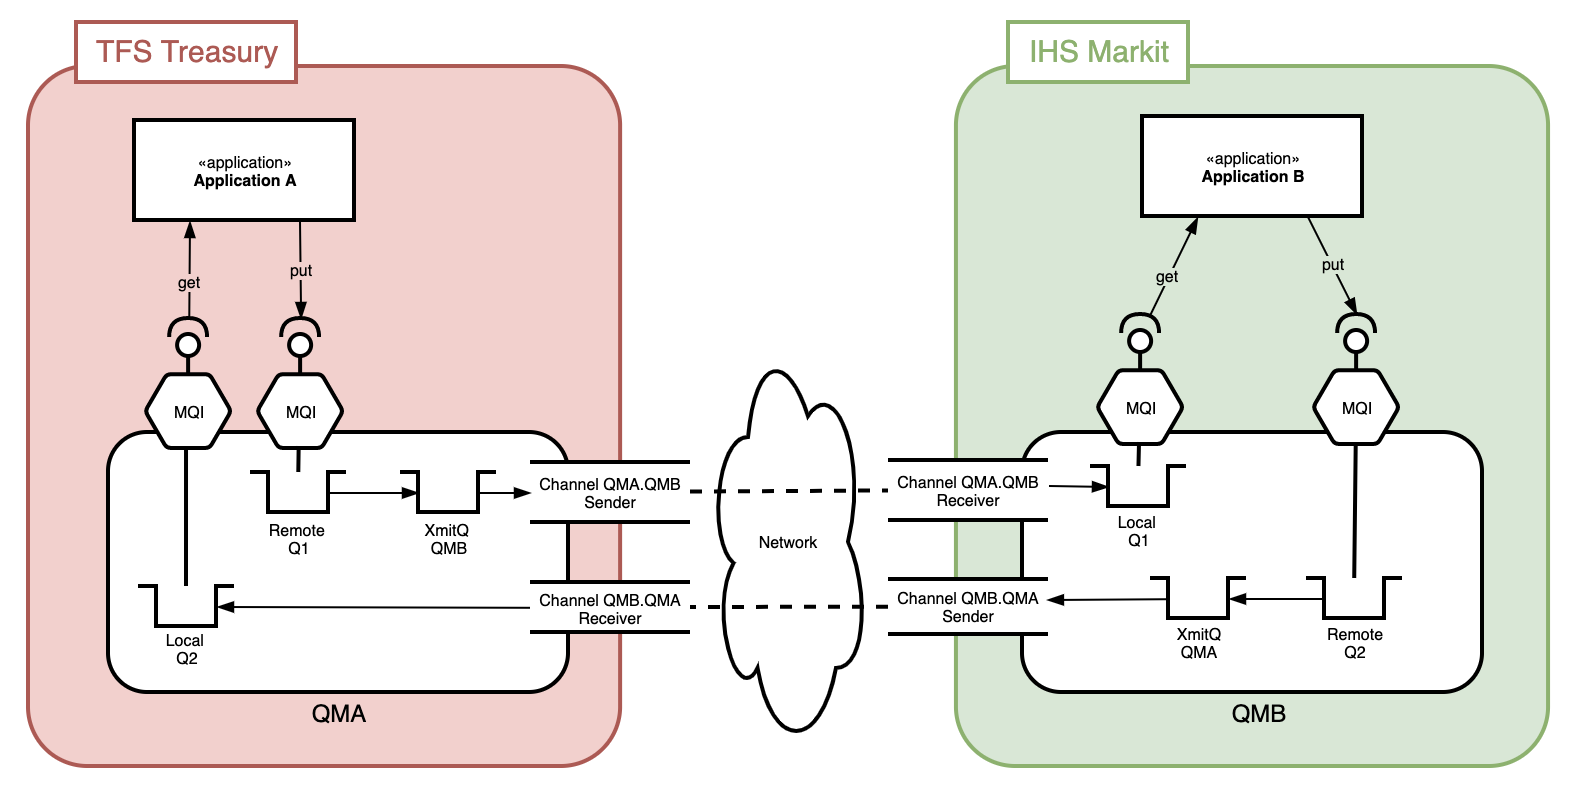 TFS Treasury
IHS Markit
«application»
Application A
«application»
Application B
get
put
get
put
MQI
MQI
MQI
MQI
Channel QMA.QMB
Sender
Channel QMA.QMB
Receiver
Remote
Q1
XmitQ
QMB
Local
Q1
Network
Channel QMB.QMA
Receiver
Channel QMB.QMA
Sender
Local
Q2
XmitQ
QMA
Remote
Q2
QMA
QMB